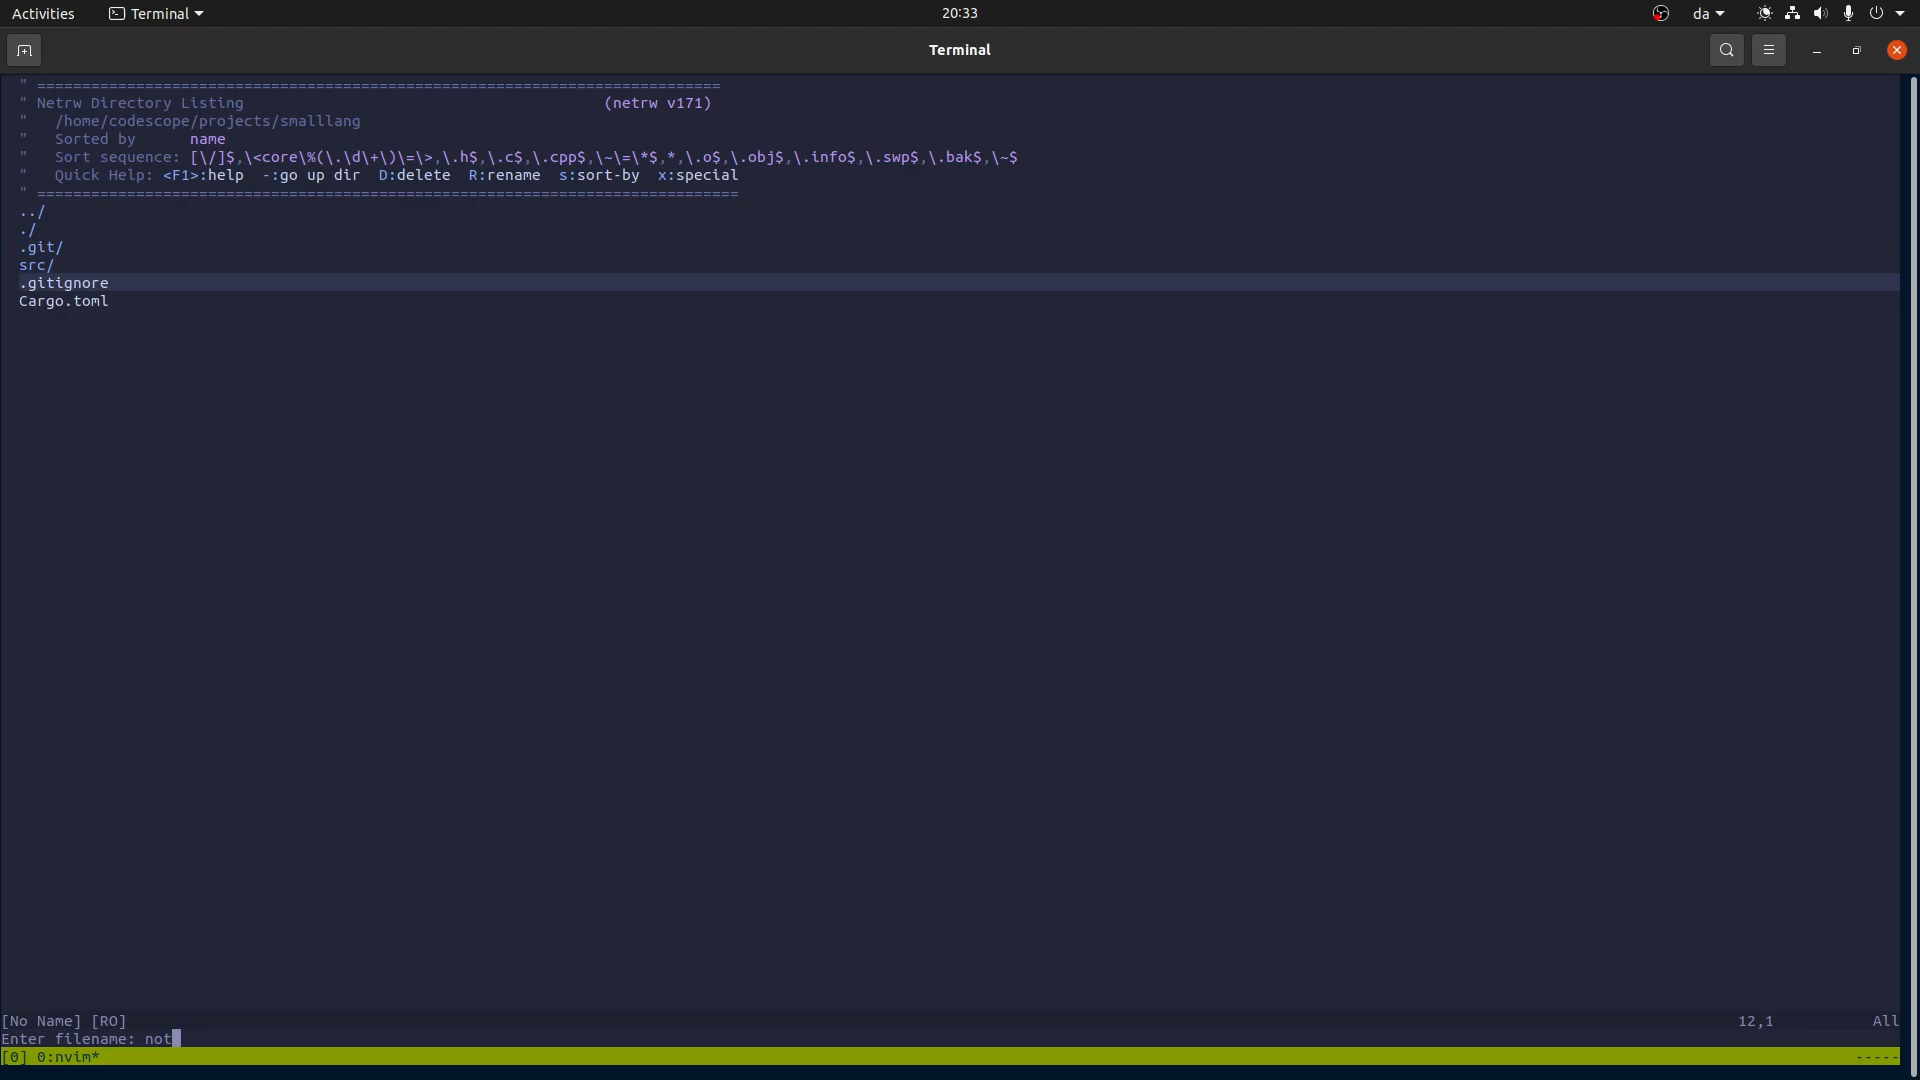 Activities Terminal 20:33 da
Terminal
" ============================================================================
" Netrw Directory Listing (netrw v171)
" /home/codescope/projects/smalllang
" Sorted by name
" Sort sequence: [\/]$,\<core\%(\.\d\+\)\=\>,\.h$,\.c$,\.cpp$,\~\=\*$,*,\.o$,\.obj$,\.info$,\.swp$,\.bak$,\~$
" Quick Help: <F1>:help -:go up dir D:delete R:rename s:sort-by x:special
" ==============================================================================
../
./
.git/
src/
.gitignore
Cargo.toml
[No Name] [RO] 12,1 All
Enter filename: not
[0] 0:nvim* -----